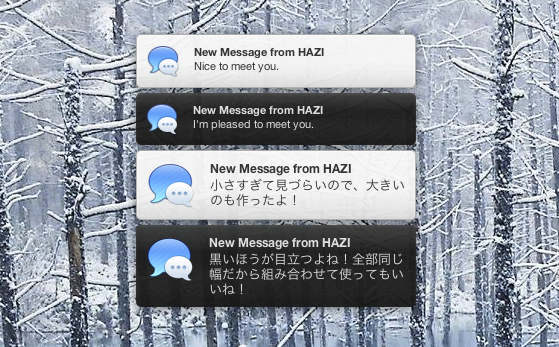 New Message from HAZI
Nice to meet you.
New Message from HAZI
I'm pleased to meet you.
New Message from HAZI
小さすぎて見づらいので、大きい
のも作ったよ！
New Message from HAZI
黒いほうが目立つよね！全部同じ
幅だから組み合わせて使ってもい
いね！